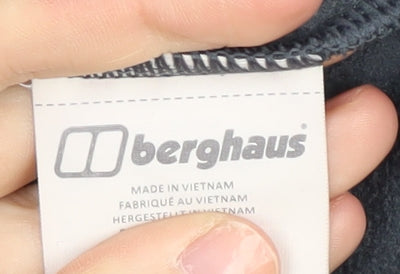 berghaus®
MADE IN VIETNAM
FABRIQUÉ AU VIETNAM
HERGESTELLT IN VIETNAM